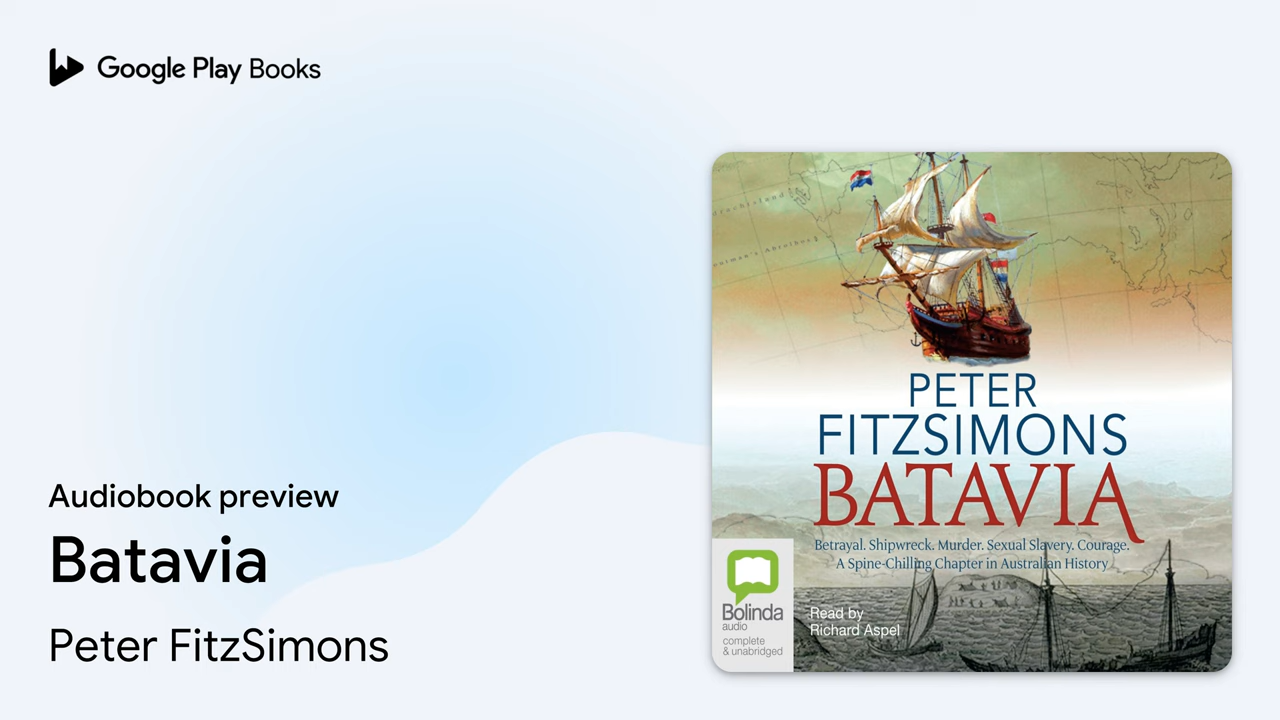 Google Play Books
Audiobook preview
Batavia
Peter FitzSimons
PETER
FITZSIMONS
BATAVIA
Betrayal. Shipwreck. Murder. Sexual Slavery. Courage.
A Spine-Chilling Chapter in Australian History
Bolinda
audio
complete
& unabridged
Read by
Richard Aspel